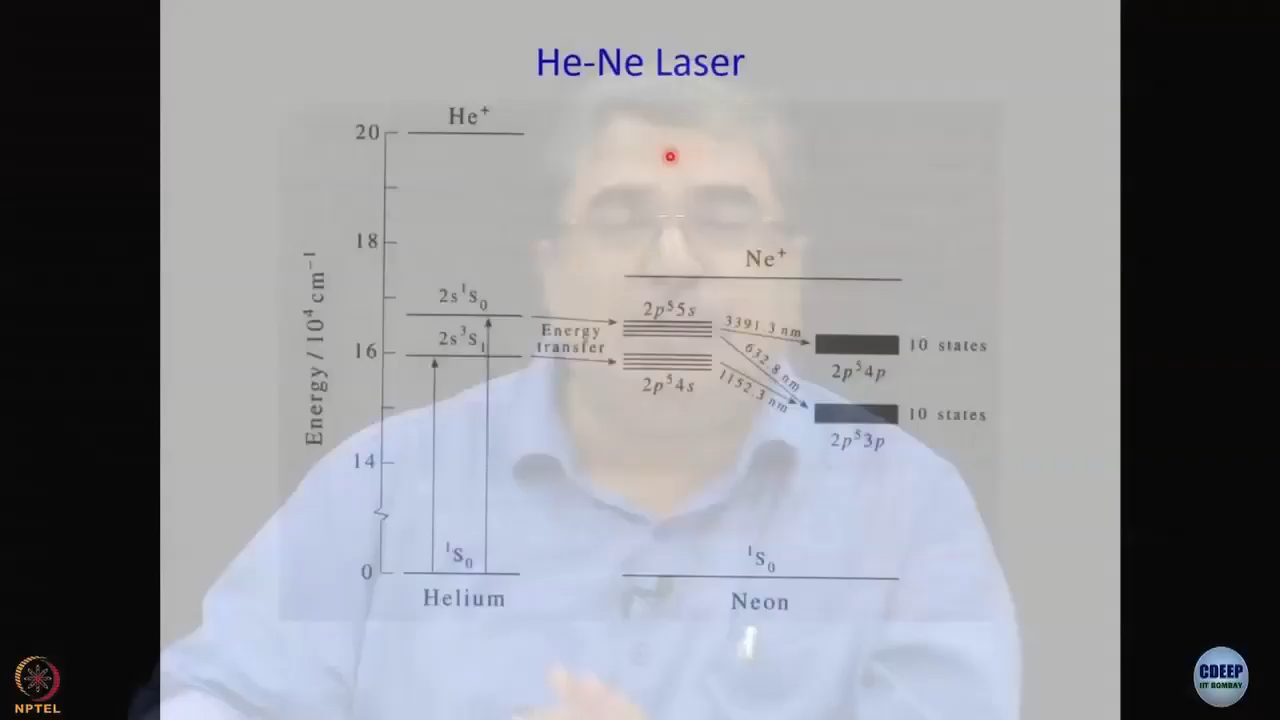 He-Ne Laser
He⁺
20
18
Ne⁺
2s¹S₀
2p⁵5s
3391.3 nm
Energy
transfer
2s³S₁
16
632.8 nm
10 states
2p⁵4p
2p⁵4s
1152.3 nm
10 states
2p⁵3p
Energy / 10⁴ cm⁻¹
14
¹S₀
¹S₀
0
Helium
Neon
NPTEL
CDEEP
IIT BOMBAY